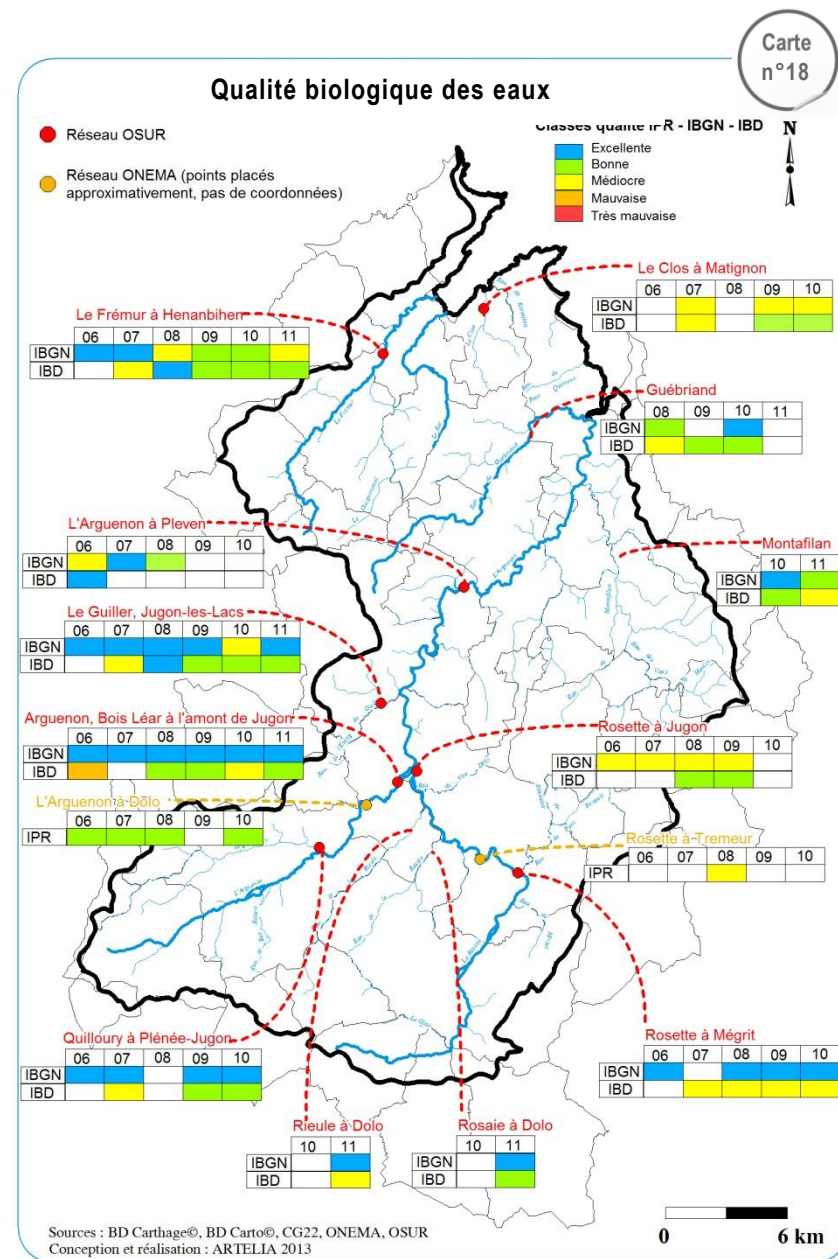 Carte
n°18
Qualité biologique des eaux
Réseau OSUR
Réseau ONEMA (points placés
approximativement, pas de coordonnées)
Classes qualité IPR - IBGN - IBD
Excellente
Bonne
Médiocre
Mauvaise
Très mauvaise
N
Le Clos à Matignon
06 07 08 09 10
IBGN
IBD
Le Frémur à Henanbihen
06 07 08 09 10 11
IBGN
IBD
Guébriand
08 09 10 11
IBGN
IBD
L'Arguenon à Pleven
06 07 08 09 10
IBGN
IBD
Montafilan
10 11
IBGN
IBD
Le Guiller, Jugon-les-Lacs
06 07 08 09 10 11
IBGN
IBD
Arguenon, Bois Léar à l'amont de Jugon
06 07 08 09 10 11
IBGN
IBD
Rosette à Jugon
06 07 08 09 10
IBGN
IBD
L'Arguenon à Dolo
06 07 08 09 10
IPR
Rosette à Tremeur
06 07 08 09 10
IPR
Quilloury à Plénée-Jugon
06 07 08 09 10
IBGN
IBD
Rosette à Mégrit
06 07 08 09 10
IBGN
IBD
Rieule à Dolo
10 11
IBGN
IBD
Rosaie à Dolo
10 11
IBGN
IBD
L'Arguenon
Montafilan
Sources : BD Carthage©, BD Carto©, CG22, ONEMA, OSUR
Conception et réalisation : ARTELIA 2013
0 6 km